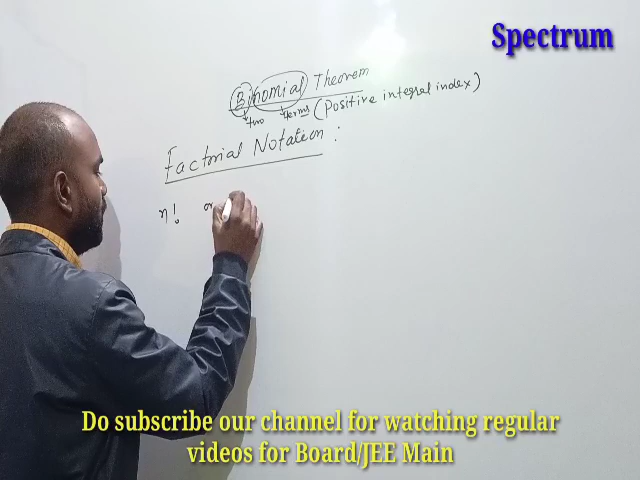 Spectrum
Binomial Theorem
two terms (Positive integral index)
Factorial Notation :
n! or
Do subscribe our channel for watching regular
videos for Board/JEE Main